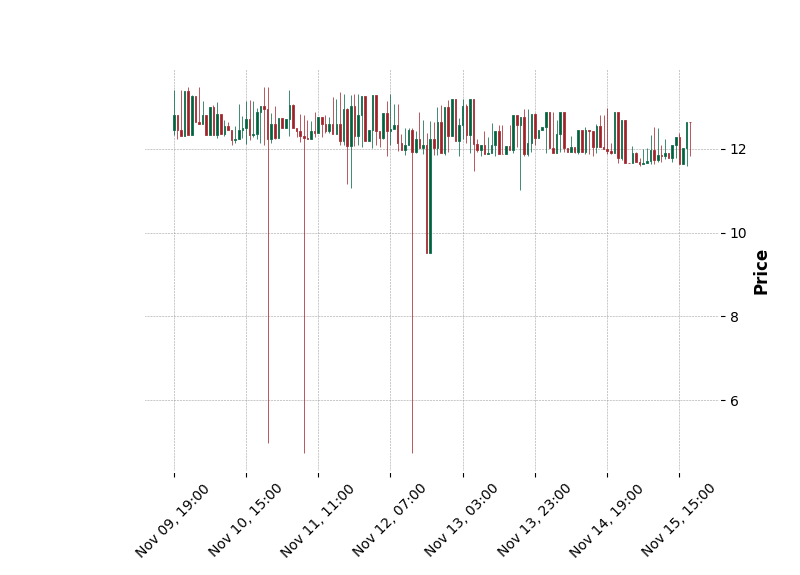 12
10
8
6
Price
Nov 09, 19:00
Nov 10, 15:00
Nov 11, 11:00
Nov 12, 07:00
Nov 13, 03:00
Nov 13, 23:00
Nov 14, 19:00
Nov 15, 15:00